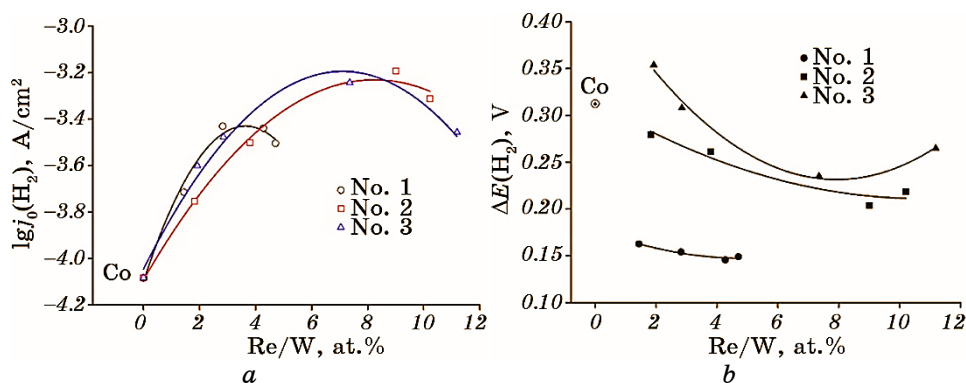 −3.0
−3.2
−3.4
−3.6
−3.8
−4.0
−4.2
lgj₀(H₂), A/cm²
Co
No. 1
No. 2
No. 3
0 2 4 6 8 10 12
Re/W, at.%
a
0.40
0.35
0.30
0.25
0.20
0.15
0.10
ΔE(H₂), V
Co
No. 1
No. 2
No. 3
0 2 4 6 8 10 12
Re/W, at.%
b